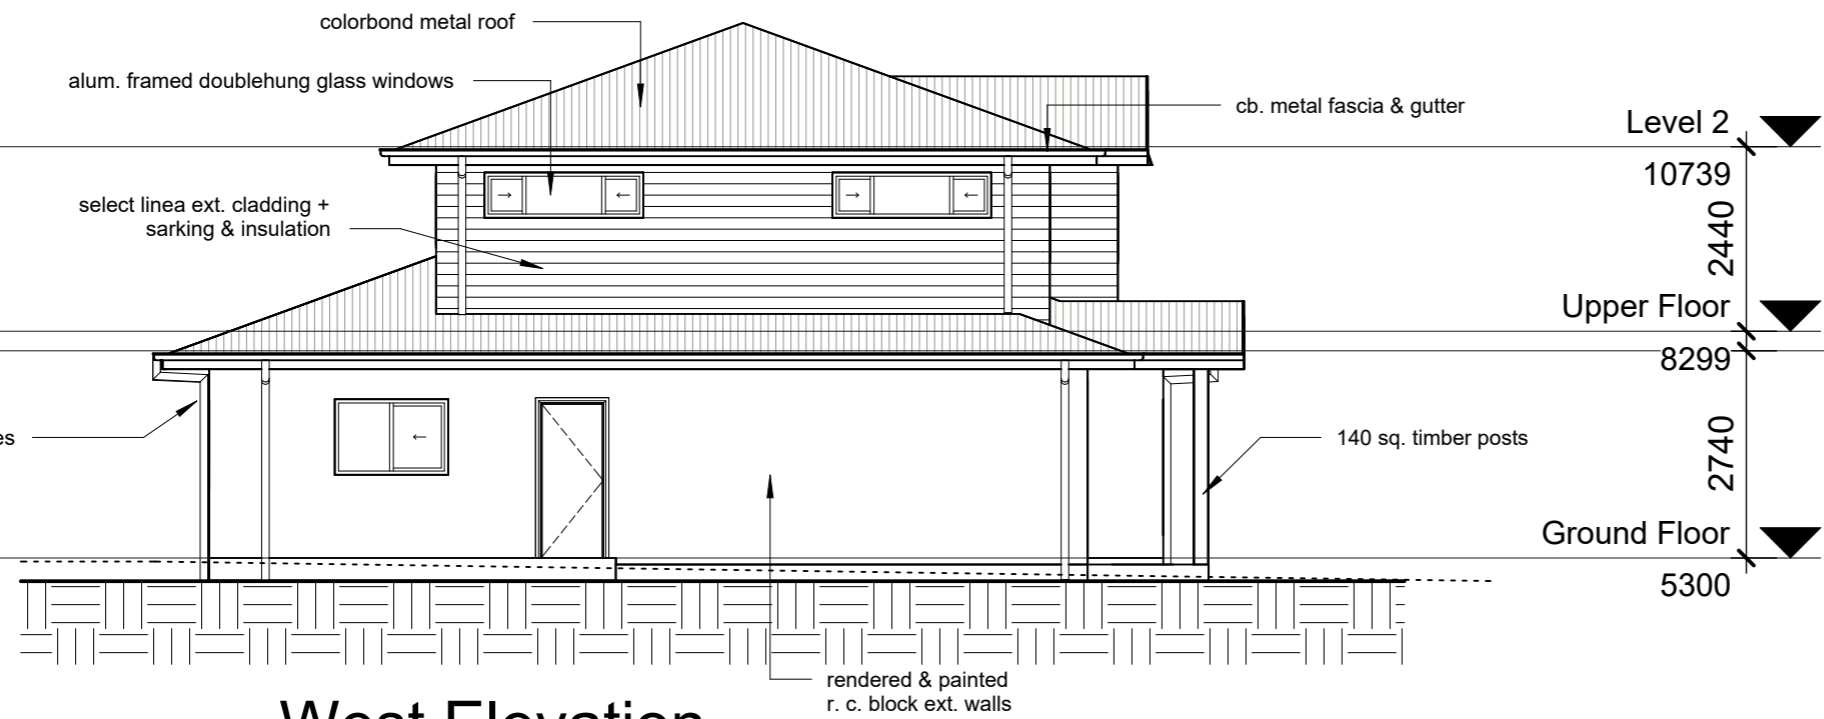 colorbond metal roof
alum. framed doublehung glass windows
cb. metal fascia & gutter
Level 2
10739
select linea ext. cladding +
sarking & insulation
2440
Upper Floor
8299
140 sq. timber posts
2740
Ground Floor
5300
rendered & painted
r. c. block ext. walls
West Elevation